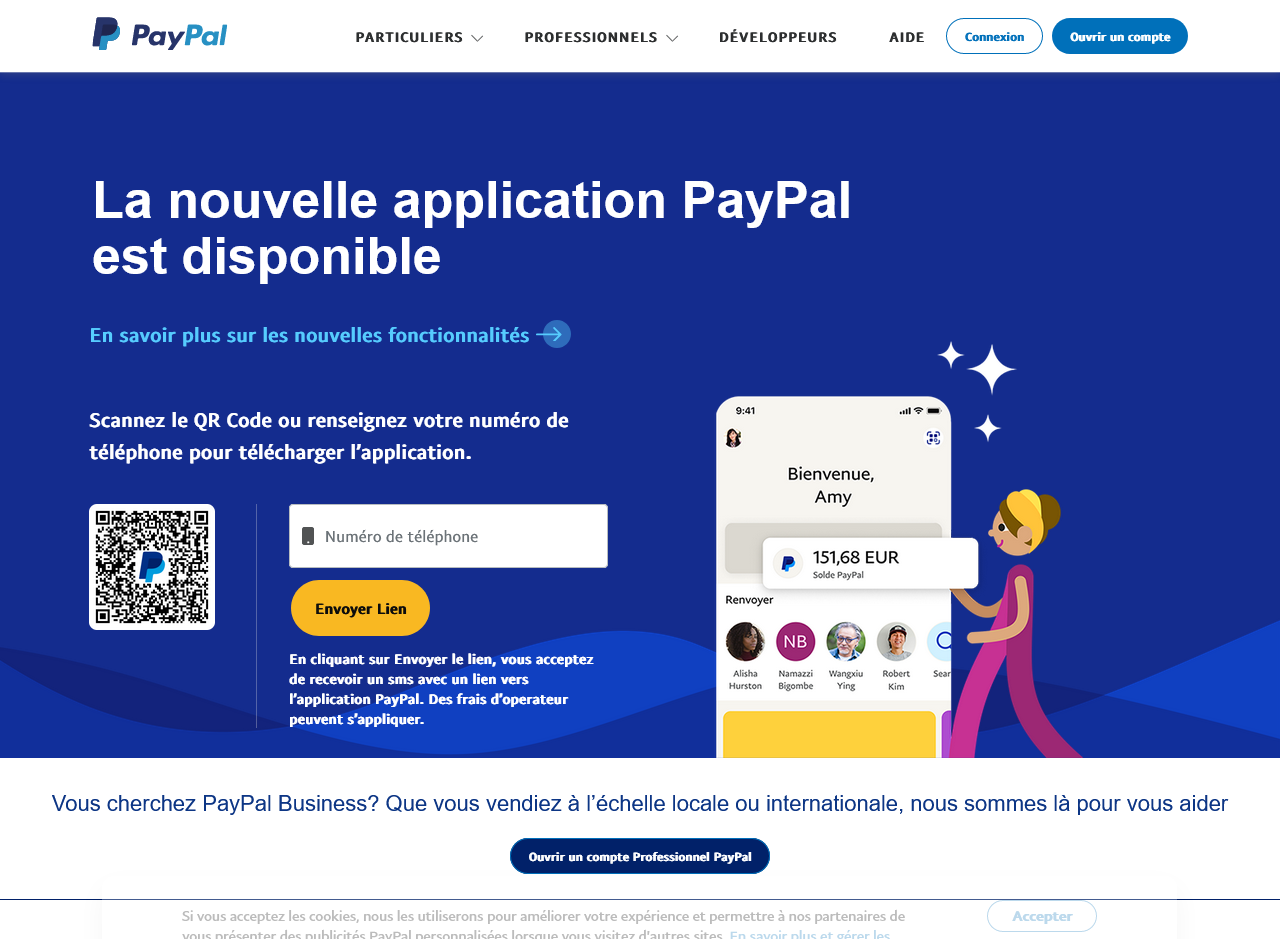 PayPal
PARTICULIERS
PROFESSIONNELS
DÉVELOPPEURS
AIDE
Connexion
Ouvrir un compte
La nouvelle application PayPal
est disponible
En savoir plus sur les nouvelles fonctionnalités
Scannez le QR Code ou renseignez votre numéro de
téléphone pour télécharger l’application.
Numéro de téléphone
Envoyer Lien
En cliquant sur Envoyer le lien, vous acceptez
de recevoir un sms avec un lien vers
l’application PayPal. Des frais d’operateur
peuvent s’appliquer.
9:41
Bienvenue,
Amy
151,68 EUR
Solde PayPal
Renvoyer
NB
Alisha
Hurston
Namazzi
Bigombe
Wangxiu
Ying
Robert
Kim
Sear
Vous cherchez PayPal Business? Que vous vendiez à l’échelle locale ou internationale, nous sommes là pour vous aider
Ouvrir un compte Professionnel PayPal
Si vous acceptez les cookies, nous les utiliserons pour améliorer votre expérience et permettre à nos partenaires de
vous présenter des publicités PayPal personnalisées lorsque vous visitez d'autres sites. En savoir plus et gérer les
Accepter